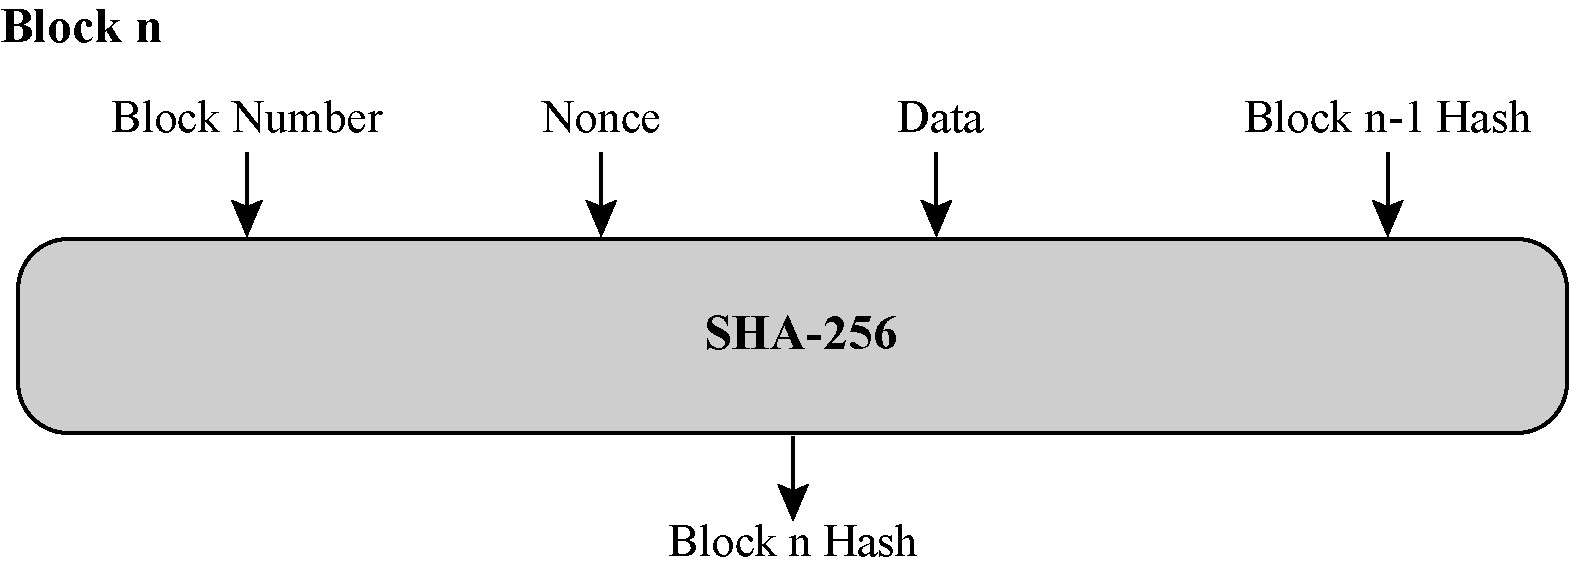 Block n
Block Number Nonce Data Block n-1 Hash
SHA-256
Block n Hash